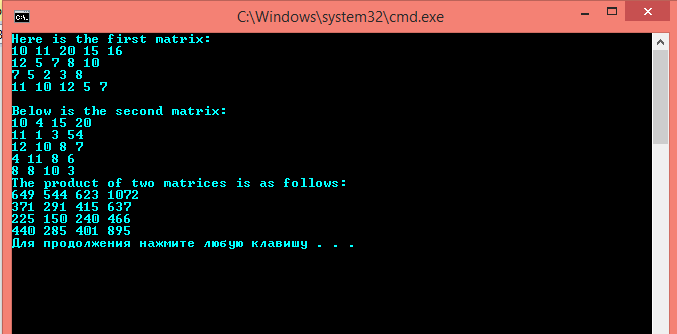 C:\Windows\system32\cmd.exe
Here is the first matrix:
10 11 20 15 16
12 5 7 8 10
7 5 2 3 8
11 10 12 5 7
Below is the second matrix:
10 4 15 20
11 1 3 54
12 10 8 7
4 11 8 6
8 8 10 3
The product of two matrices is as follows:
649 544 623 1072
371 291 415 637
225 150 240 466
440 285 401 895
Для продолжения нажмите любую клавишу . . .